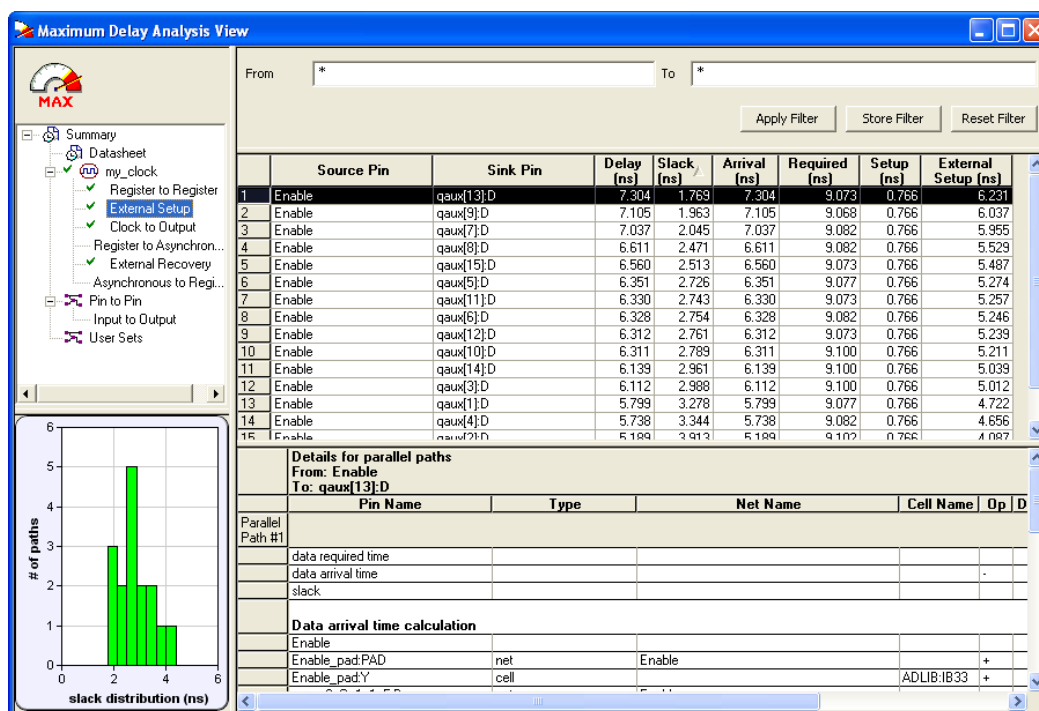 Maximum Delay Analysis View
MAX
Summary
Datasheet
my_clock
Register to Register
External Setup
Clock to Output
Register to Asynchron...
External Recovery
Asynchronous to Regi...
Pin to Pin
Input to Output
User Sets
From * To *
Apply Filter Store Filter Reset Filter
Source Pin Sink Pin Delay (ns) Slack (ns) Arrival (ns) Required (ns) Setup (ns) External Setup (ns)
1 Enable qaux[13]:D 7.304 1.769 7.304 9.073 0.766 6.231
2 Enable qaux[9]:D 7.105 1.963 7.105 9.068 0.766 6.037
3 Enable qaux[7]:D 7.037 2.045 7.037 9.082 0.766 5.955
4 Enable qaux[8]:D 6.611 2.471 6.611 9.082 0.766 5.529
5 Enable qaux[15]:D 6.560 2.513 6.560 9.073 0.766 5.487
6 Enable qaux[5]:D 6.351 2.726 6.351 9.077 0.766 5.274
7 Enable qaux[11]:D 6.330 2.743 6.330 9.073 0.766 5.257
8 Enable qaux[6]:D 6.328 2.754 6.328 9.082 0.766 5.246
9 Enable qaux[12]:D 6.312 2.761 6.312 9.073 0.766 5.239
10 Enable qaux[10]:D 6.311 2.789 6.311 9.100 0.766 5.211
11 Enable qaux[14]:D 6.139 2.961 6.139 9.100 0.766 5.039
12 Enable qaux[3]:D 6.112 2.988 6.112 9.100 0.766 5.012
13 Enable qaux[1]:D 5.799 3.278 5.799 9.077 0.766 4.722
14 Enable qaux[4]:D 5.738 3.344 5.738 9.082 0.766 4.656
15 Enable qaux[2]:D 5.189 3.913 5.189 9.102 0.766 4.087
6
5
4
3
2
1
0
0 2 4 6
# of paths
slack distribution (ns)
Details for parallel paths
From: Enable
To: qaux[13]:D
Pin Name Type Net Name Cell Name Op D
Parallel Path #1
data required time
data arrival time -
slack
Data arrival time calculation
Enable
Enable_pad:PAD net Enable +
Enable_pad:Y cell ADLIB:IB33 +